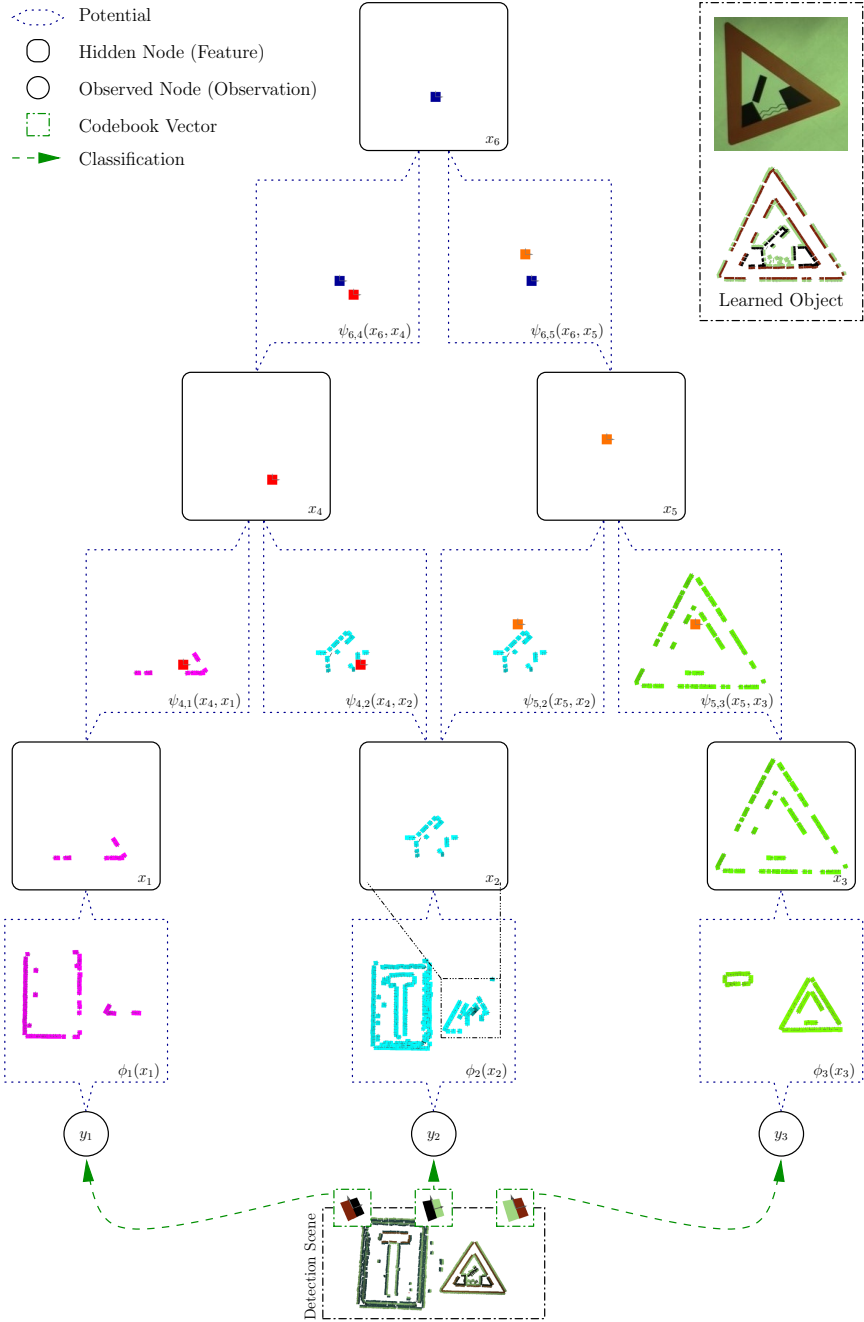 Potential
Hidden Node (Feature)
Observed Node (Observation)
Codebook Vector
Classification
x₆
Learned Object
ψ₆,₄(x₆, x₄)
ψ₆,₅(x₆, x₅)
x₄
x₅
ψ₄,₁(x₄, x₁)
ψ₄,₂(x₄, x₂)
ψ₅,₂(x₅, x₂)
ψ₅,₃(x₅, x₃)
x₁
x₂
x₃
ϕ₁(x₁)
ϕ₂(x₂)
ϕ₃(x₃)
y₁
y₂
y₃
Detection Scene